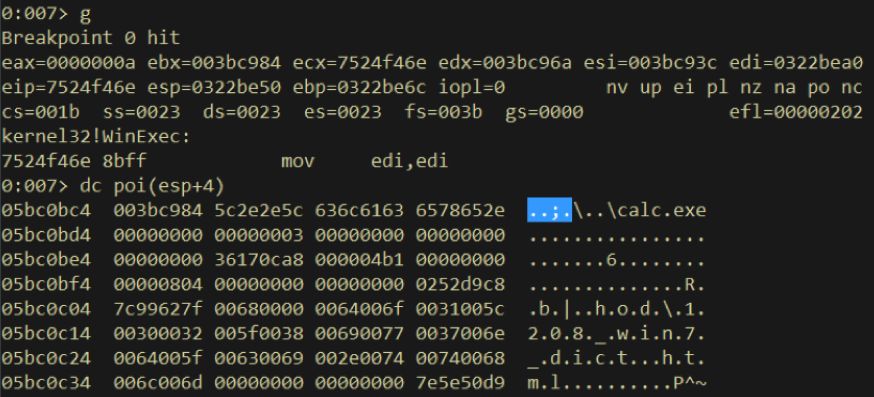 0:007> g
Breakpoint 0 hit
eax=0000000a ebx=003bc984 ecx=7524f46e edx=003bc96a esi=003bc93c edi=0322bea0
eip=7524f46e esp=0322be50 ebp=0322be6c iopl=0         nv up ei pl nz na po nc
cs=001b  ss=0023  ds=0023  es=0023  fs=003b  gs=0000             efl=00000202
kernel32!WinExec:
7524f46e 8bff            mov     edi,edi
0:007> dc poi(esp+4)
05bc0bc4  003bc984 5c2e2e5c 636c6163 6578652e  ..;.\..\calc.exe
05bc0bd4  00000000 00000003 00000000 00000000  ................
05bc0be4  00000000 36170ca8 000004b1 00000000  .......6........
05bc0bf4  00000804 00000000 00000000 0252d9c8  ..............R.
05bc0c04  7c99627f 00680000 0064006f 0031005c  .b.|..h.o.d.\.1.
05bc0c14  00300032 005f0038 00690077 0037006e  2.0.8._.w.i.n.7.
05bc0c24  0064005f 00630069 002e0074 00740068  _.d.i.c.t...h.t.
05bc0c34  006c006d 00000000 00000000 7e5e50d9  m.l..........P^~